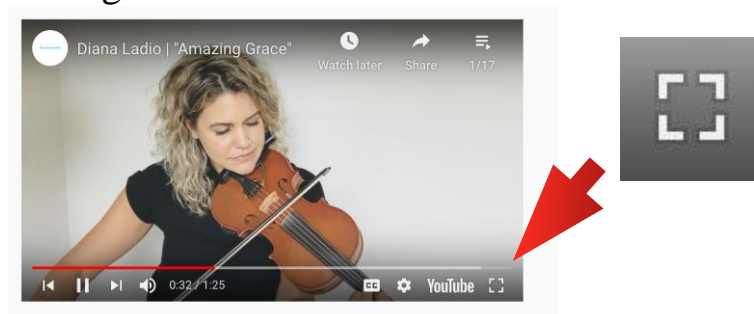 Diana Ladio | "Amazing Grace"
Watch later Share 1/17
0:32 / 1:25 CC YouTube